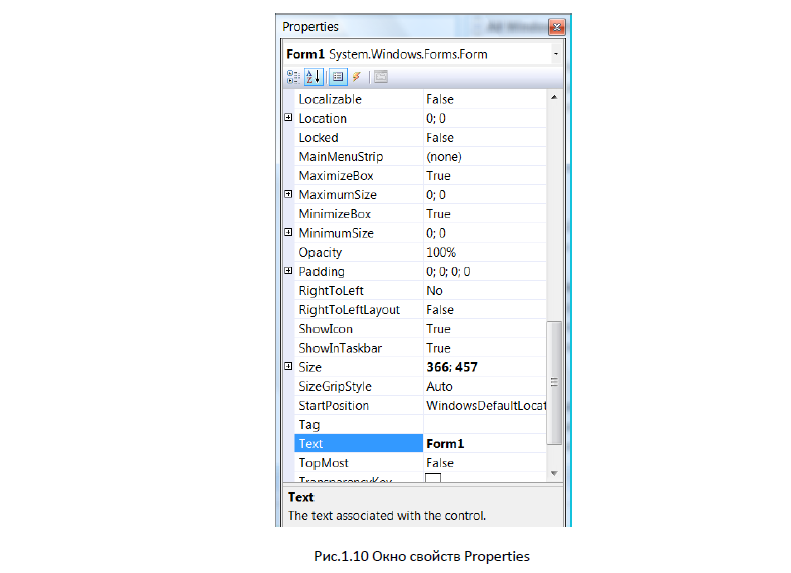 Properties
Form1 System.Windows.Forms.Form
Localizable False
Location 0; 0
Locked False
MainMenuStrip (none)
MaximizeBox True
MaximumSize 0; 0
MinimizeBox True
MinimumSize 0; 0
Opacity 100%
Padding 0; 0; 0; 0
RightToLeft No
RightToLeftLayout False
ShowIcon True
ShowInTaskbar True
Size 366; 457
SizeGripStyle Auto
StartPosition WindowsDefaultLocat
Tag
Text Form1
TopMost False
TransparencyKey
Text
The text associated with the control.
Рис.1.10 Окно свойств Properties